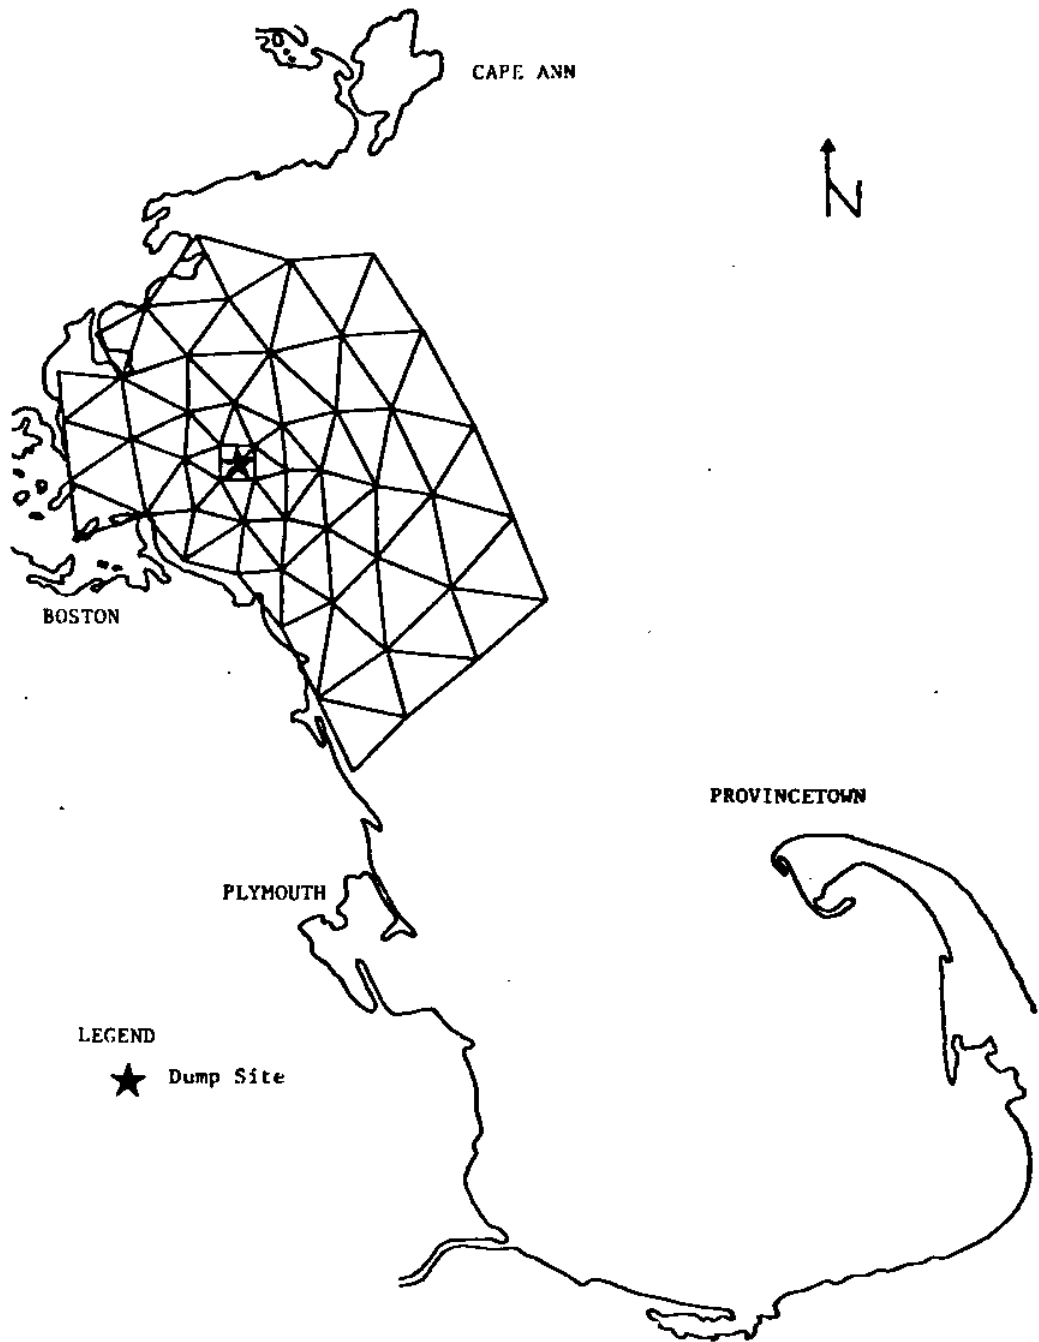 CAPE ANN
N
BOSTON
PROVINCETOWN
PLYMOUTH
LEGEND
Dump Site